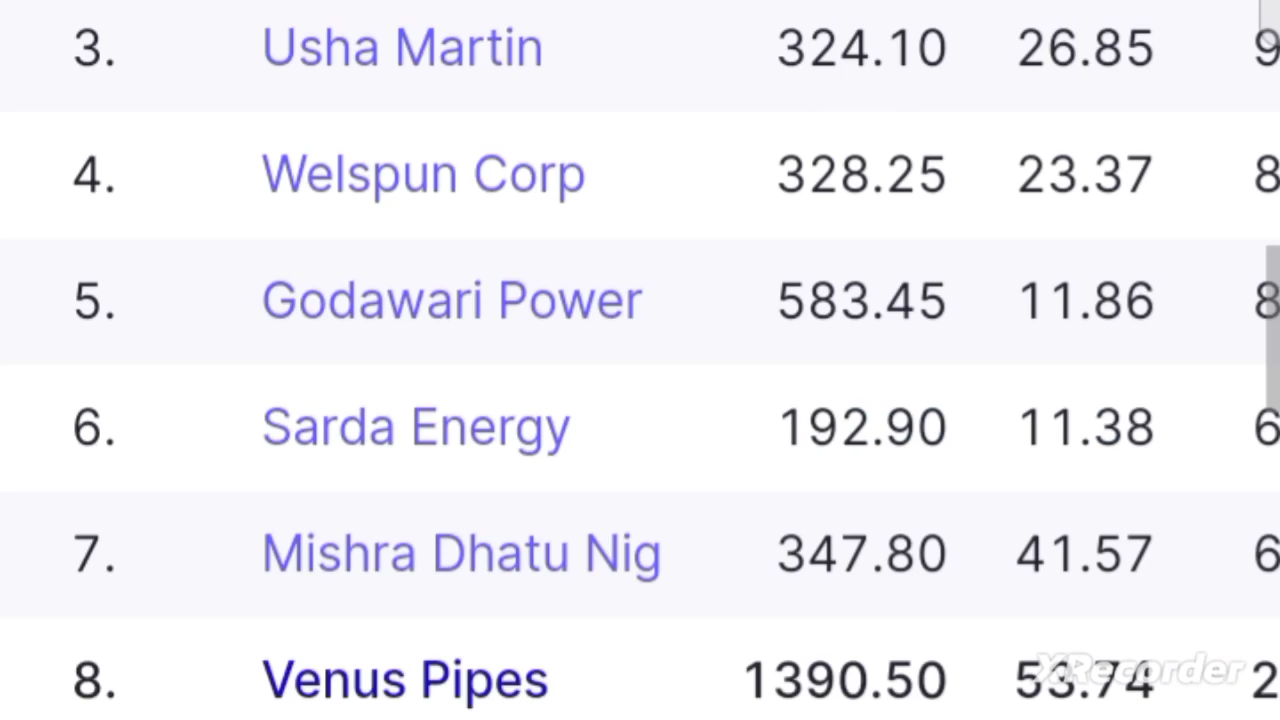 3. Usha Martin 324.10 26.85 9
4. Welspun Corp 328.25 23.37 8
5. Godawari Power 583.45 11.86 8
6. Sarda Energy 192.90 11.38 6
7. Mishra Dhatu Nig 347.80 41.57 6
8. Venus Pipes 1390.50 53.74 2
XRecorder